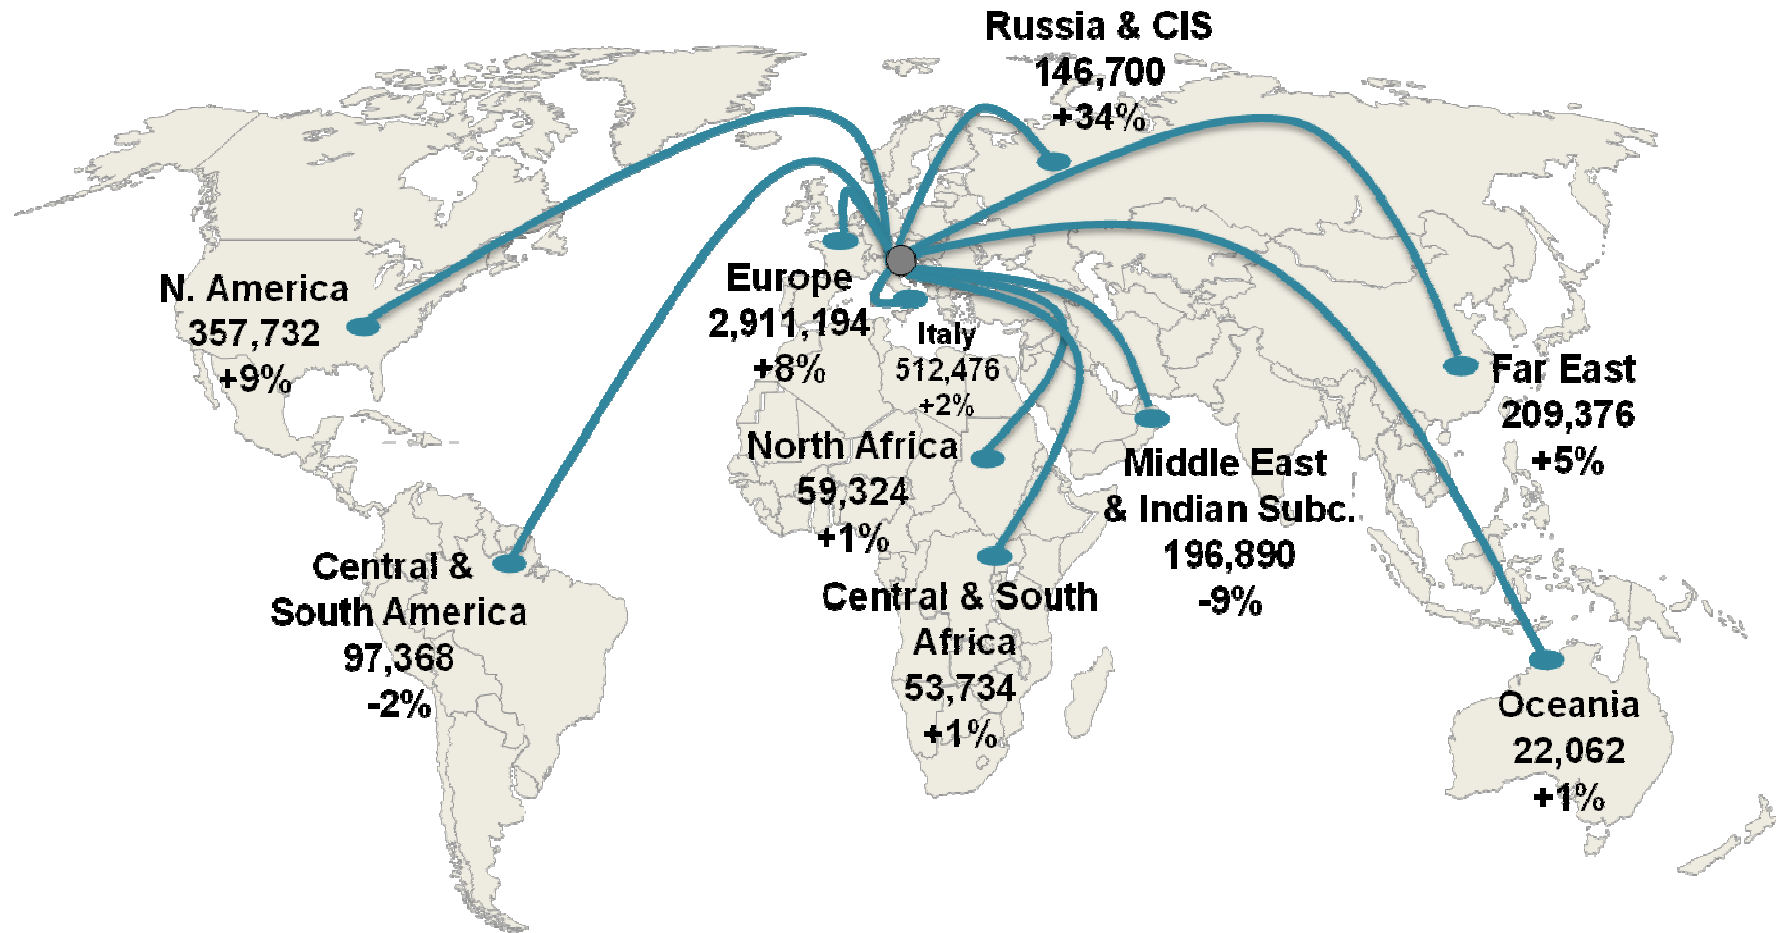 Russia & CIS
146,700
+34%
N. America
357,732
+9%
Europe
2,911,194
+8%
Italy
512,476
+2%
Far East
209,376
+5%
North Africa
59,324
+1%
Middle East
& Indian Subc.
196,890
-9%
Central &
South America
97,368
-2%
Central & South
Africa
53,734
+1%
Oceania
22,062
+1%